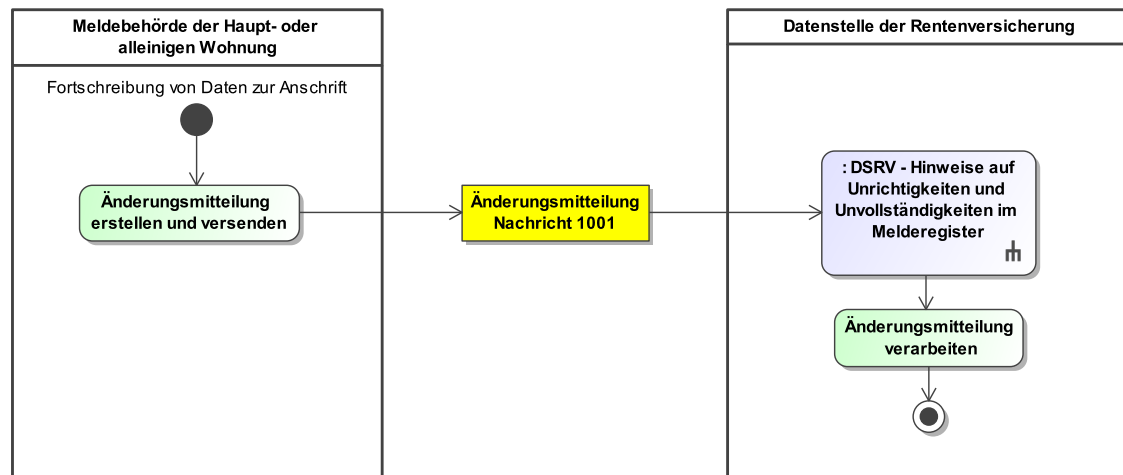 Meldebehörde der Haupt- oder
alleinigen Wohnung
Datenstelle der Rentenversicherung
Fortschreibung von Daten zur Anschrift
Änderungsmitteilung
erstellen und versenden
Änderungsmitteilung
Nachricht 1001
: DSRV - Hinweise auf
Unrichtigkeiten und
Unvollständigkeiten im
Melderegister
Änderungsmitteilung
verarbeiten